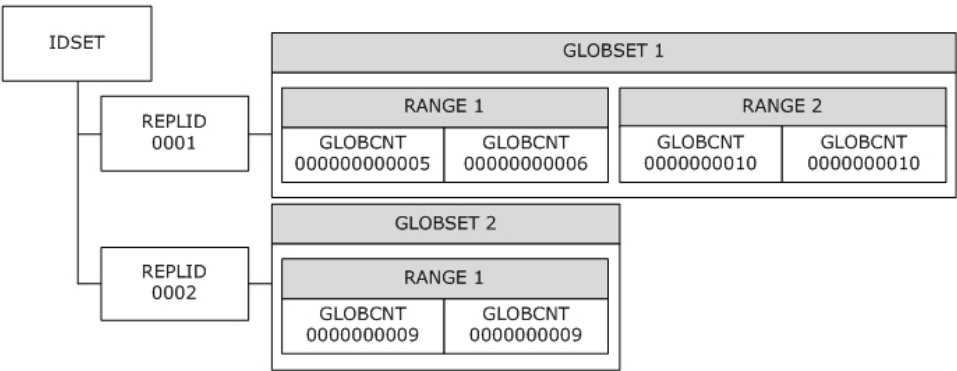 IDSET
GLOBSET 1
REPLID
0001
RANGE 1
RANGE 2
GLOBCNT
000000000005
GLOBCNT
00000000006
GLOBCNT
0000000010
GLOBCNT
0000000010
GLOBSET 2
REPLID
0002
RANGE 1
GLOBCNT
0000000009
GLOBCNT
0000000009